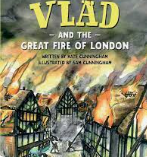 VLAD
AND THE
GREAT FIRE OF LONDON
WRITTEN BY KATE CUNNINGHAM
ILLUSTRATED BY SAM CUNNINGHAM